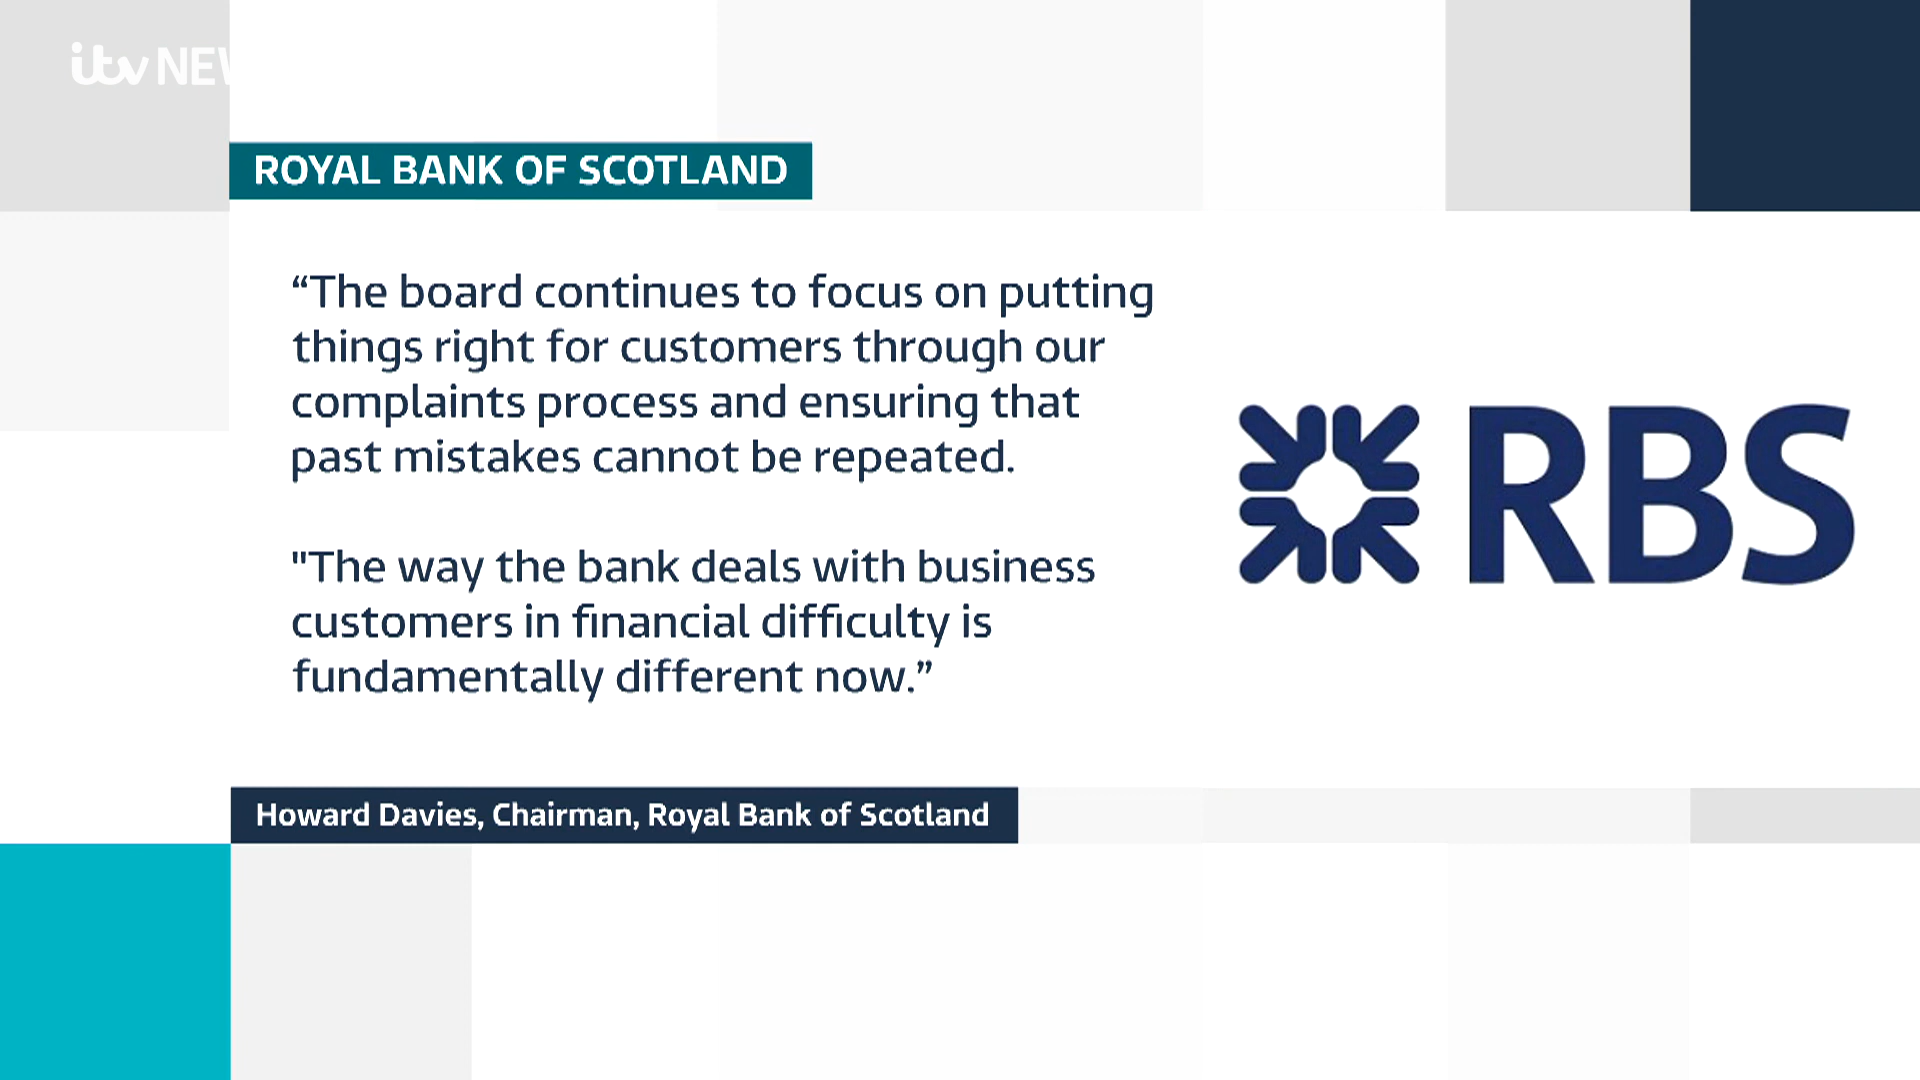 itv NEW
ROYAL BANK OF SCOTLAND
“The board continues to focus on putting
things right for customers through our
complaints process and ensuring that
past mistakes cannot be repeated.
"The way the bank deals with business
customers in financial difficulty is
fundamentally different now.”
RBS
Howard Davies, Chairman, Royal Bank of Scotland